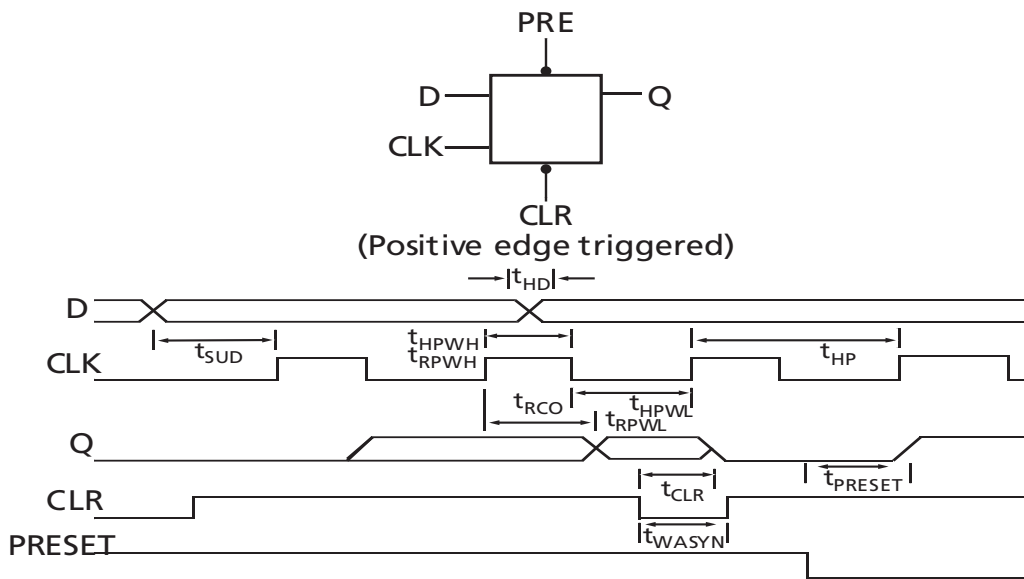 PRE
D
Q
CLK
CLR
(Positive edge triggered)
tHD
D
tHPWH
tSUD
tRPWH
tHP
CLK
tRCO
tHPWL
tRPWL
Q
tPRESET
tCLR
CLR
tWASYN
PRESET